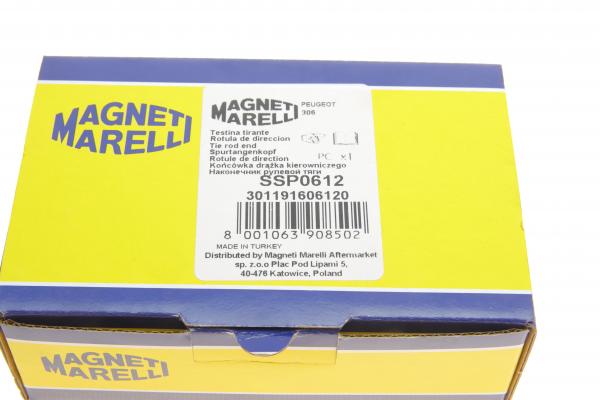 MAGNETI
MARELLI
MAGNETI
MARELLI
PEUGEOT
306
Testina tirante
Rotula de direccion
Tie rod end
Spurtangenkopf
Rotule de direction
Końcówka drążka kierowniczego
Наконечник рулевой тяги
PC x1
SSP0612
301191606120
8 001063 908502
MADE IN TURKEY
Distributed by Magneti Marelli Aftermarket
sp. z.o.o Plac Pod Lipami 5,
40-476 Katowice, Poland
MAGNETI
MARELLI